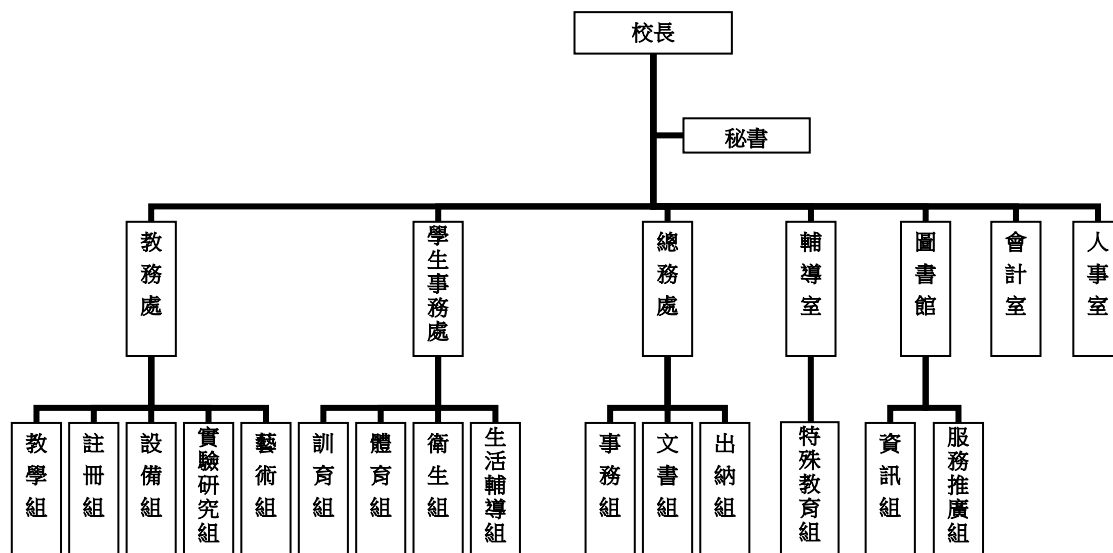 校長
秘書
教務處
學生事務處
總務處
輔導室
圖書館
會計室
人事室
教學組
註冊組
設備組
實驗研究組
藝術組
訓育組
體育組
衛生組
生活輔導組
事務組
文書組
出納組
特殊教育組
資訊組
服務推廣組